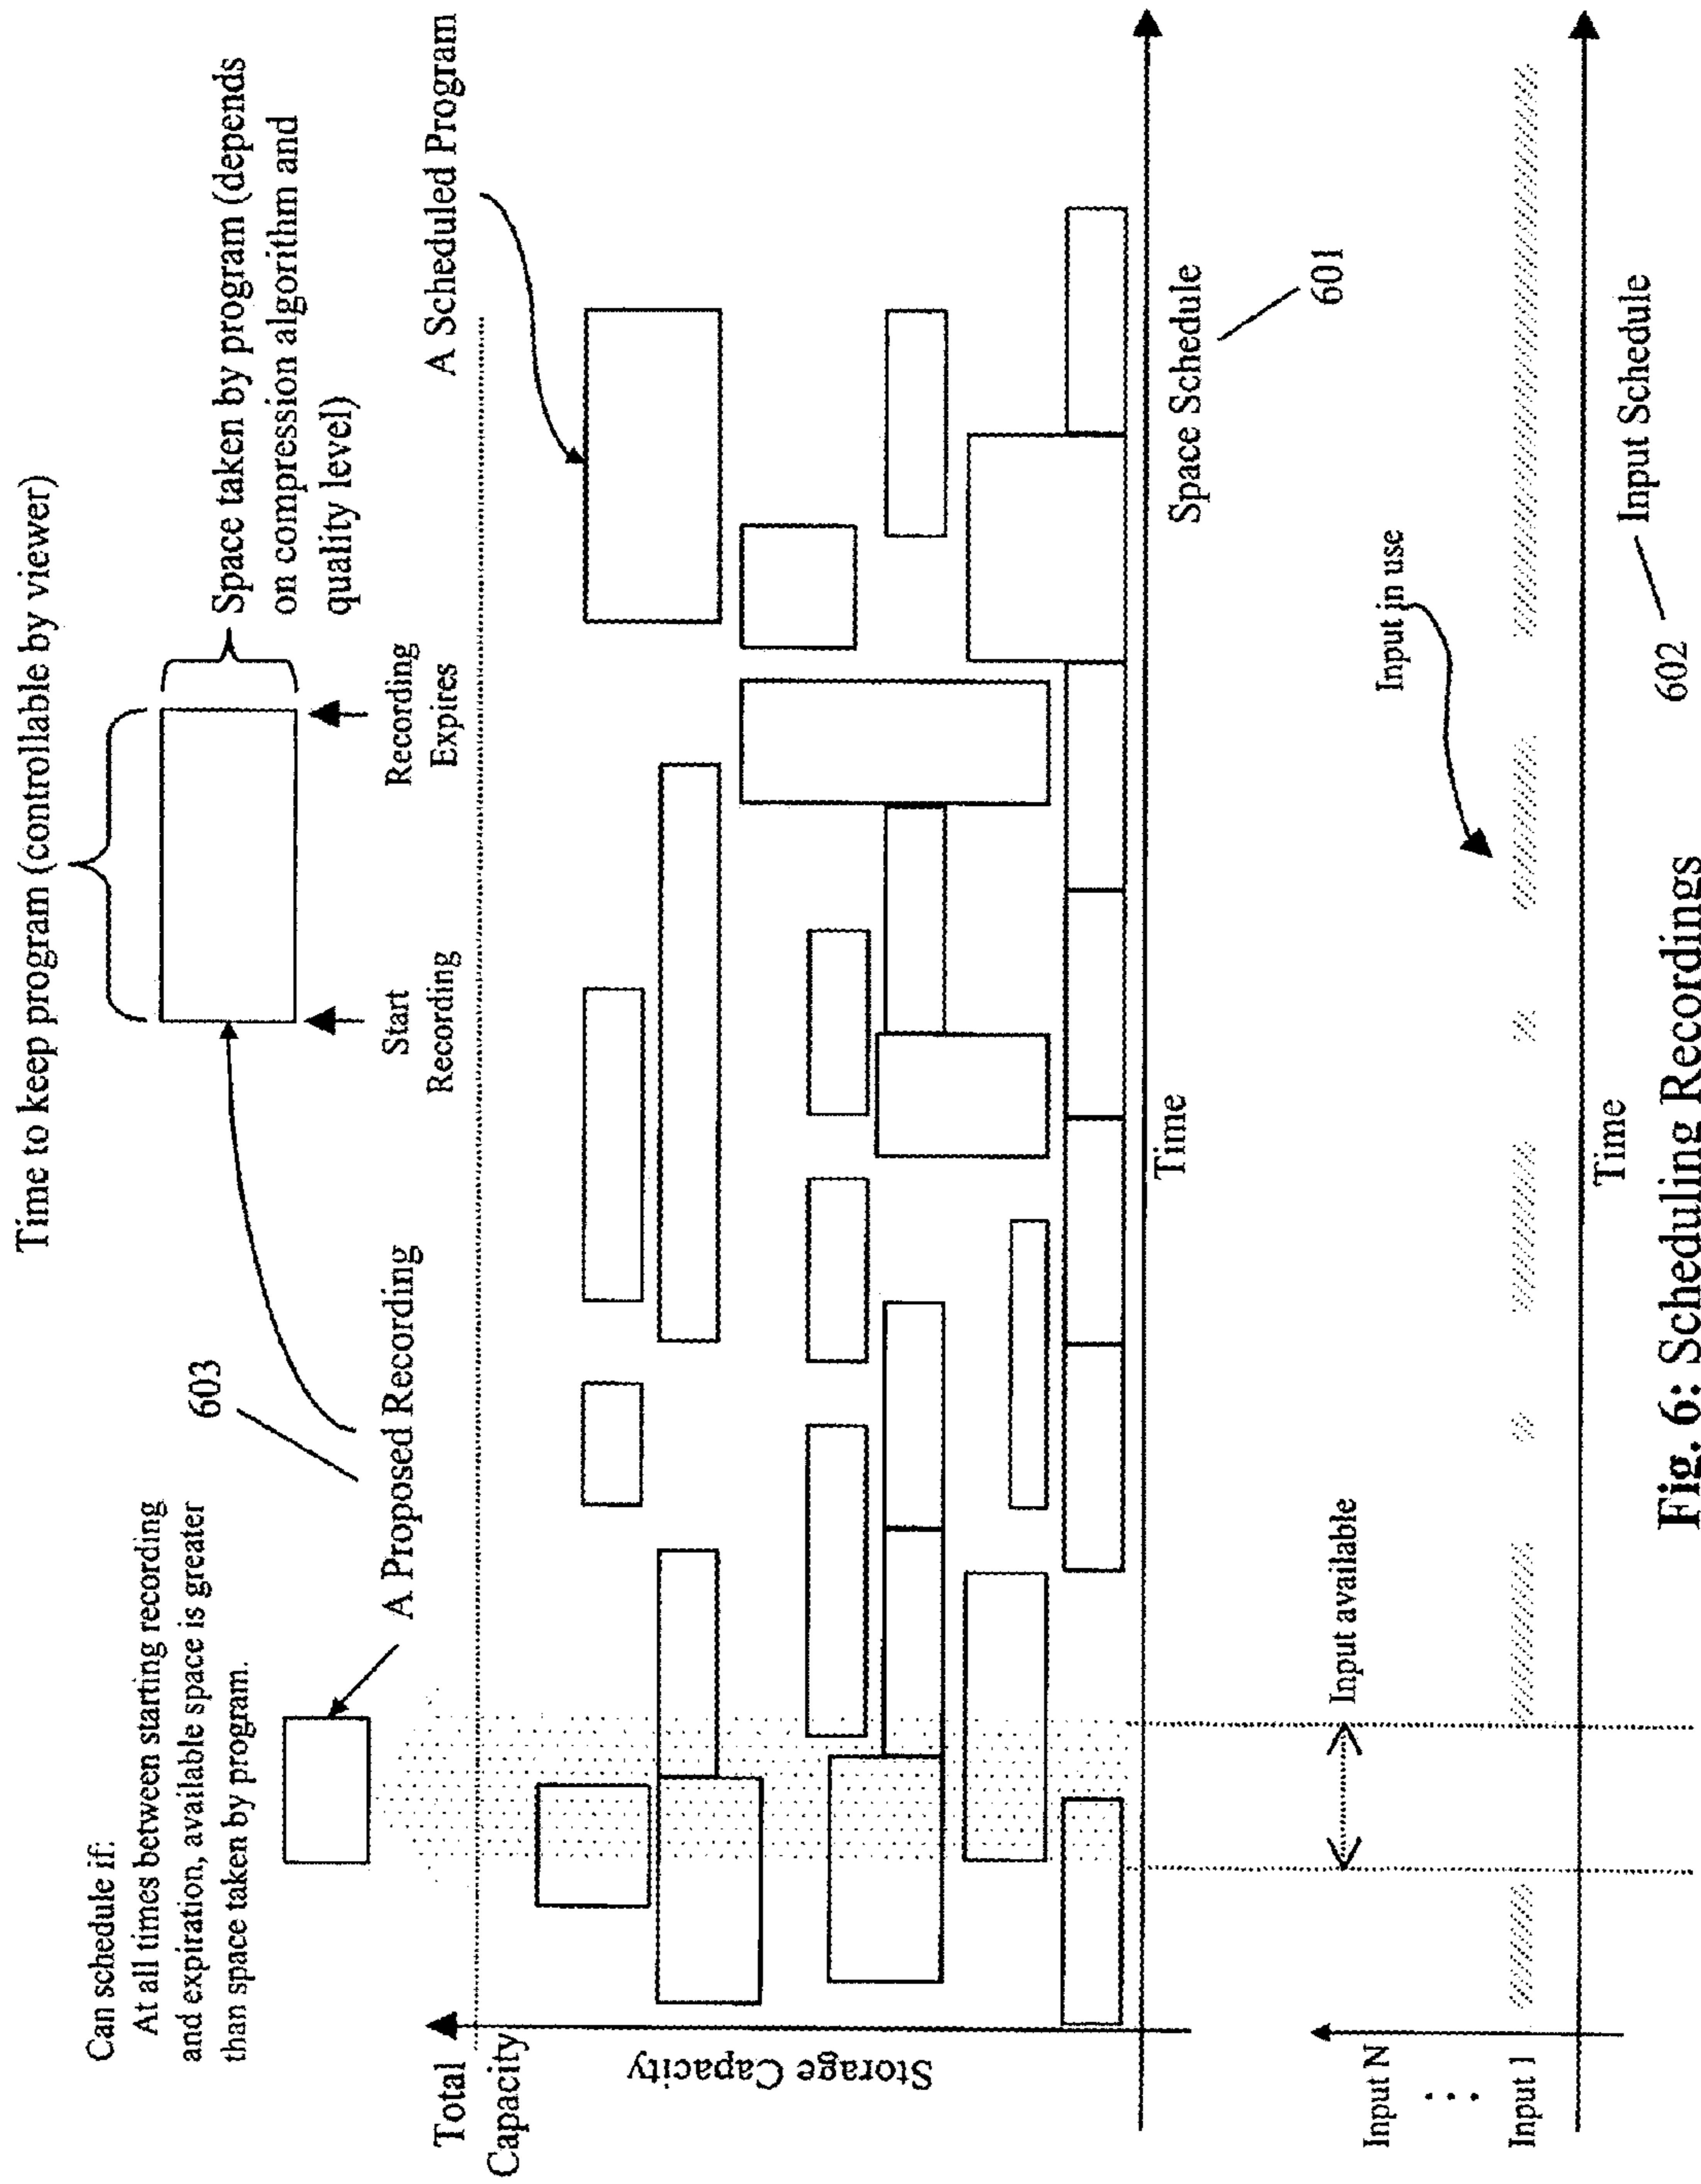 Time to keep program (controllable by viewer)
Can schedule if:
At all times between starting recording
and expiration, available space is greater
than space taken by program.
603
A Proposed Recording
Space taken by program (depends
on compression algorithm and
quality level)
Start
Recording
Recording
Expires
A Scheduled Program
Total
Capacity
Storage Capacity
Time
Space Schedule
601
Input N
Input 1
Input available
Input in use
Time
Input Schedule
602
Fig. 6: Scheduling Recordings